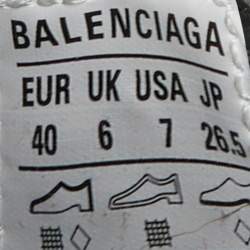 BALENCIAGA
EUR UK USA JP
40 6 7 26.5